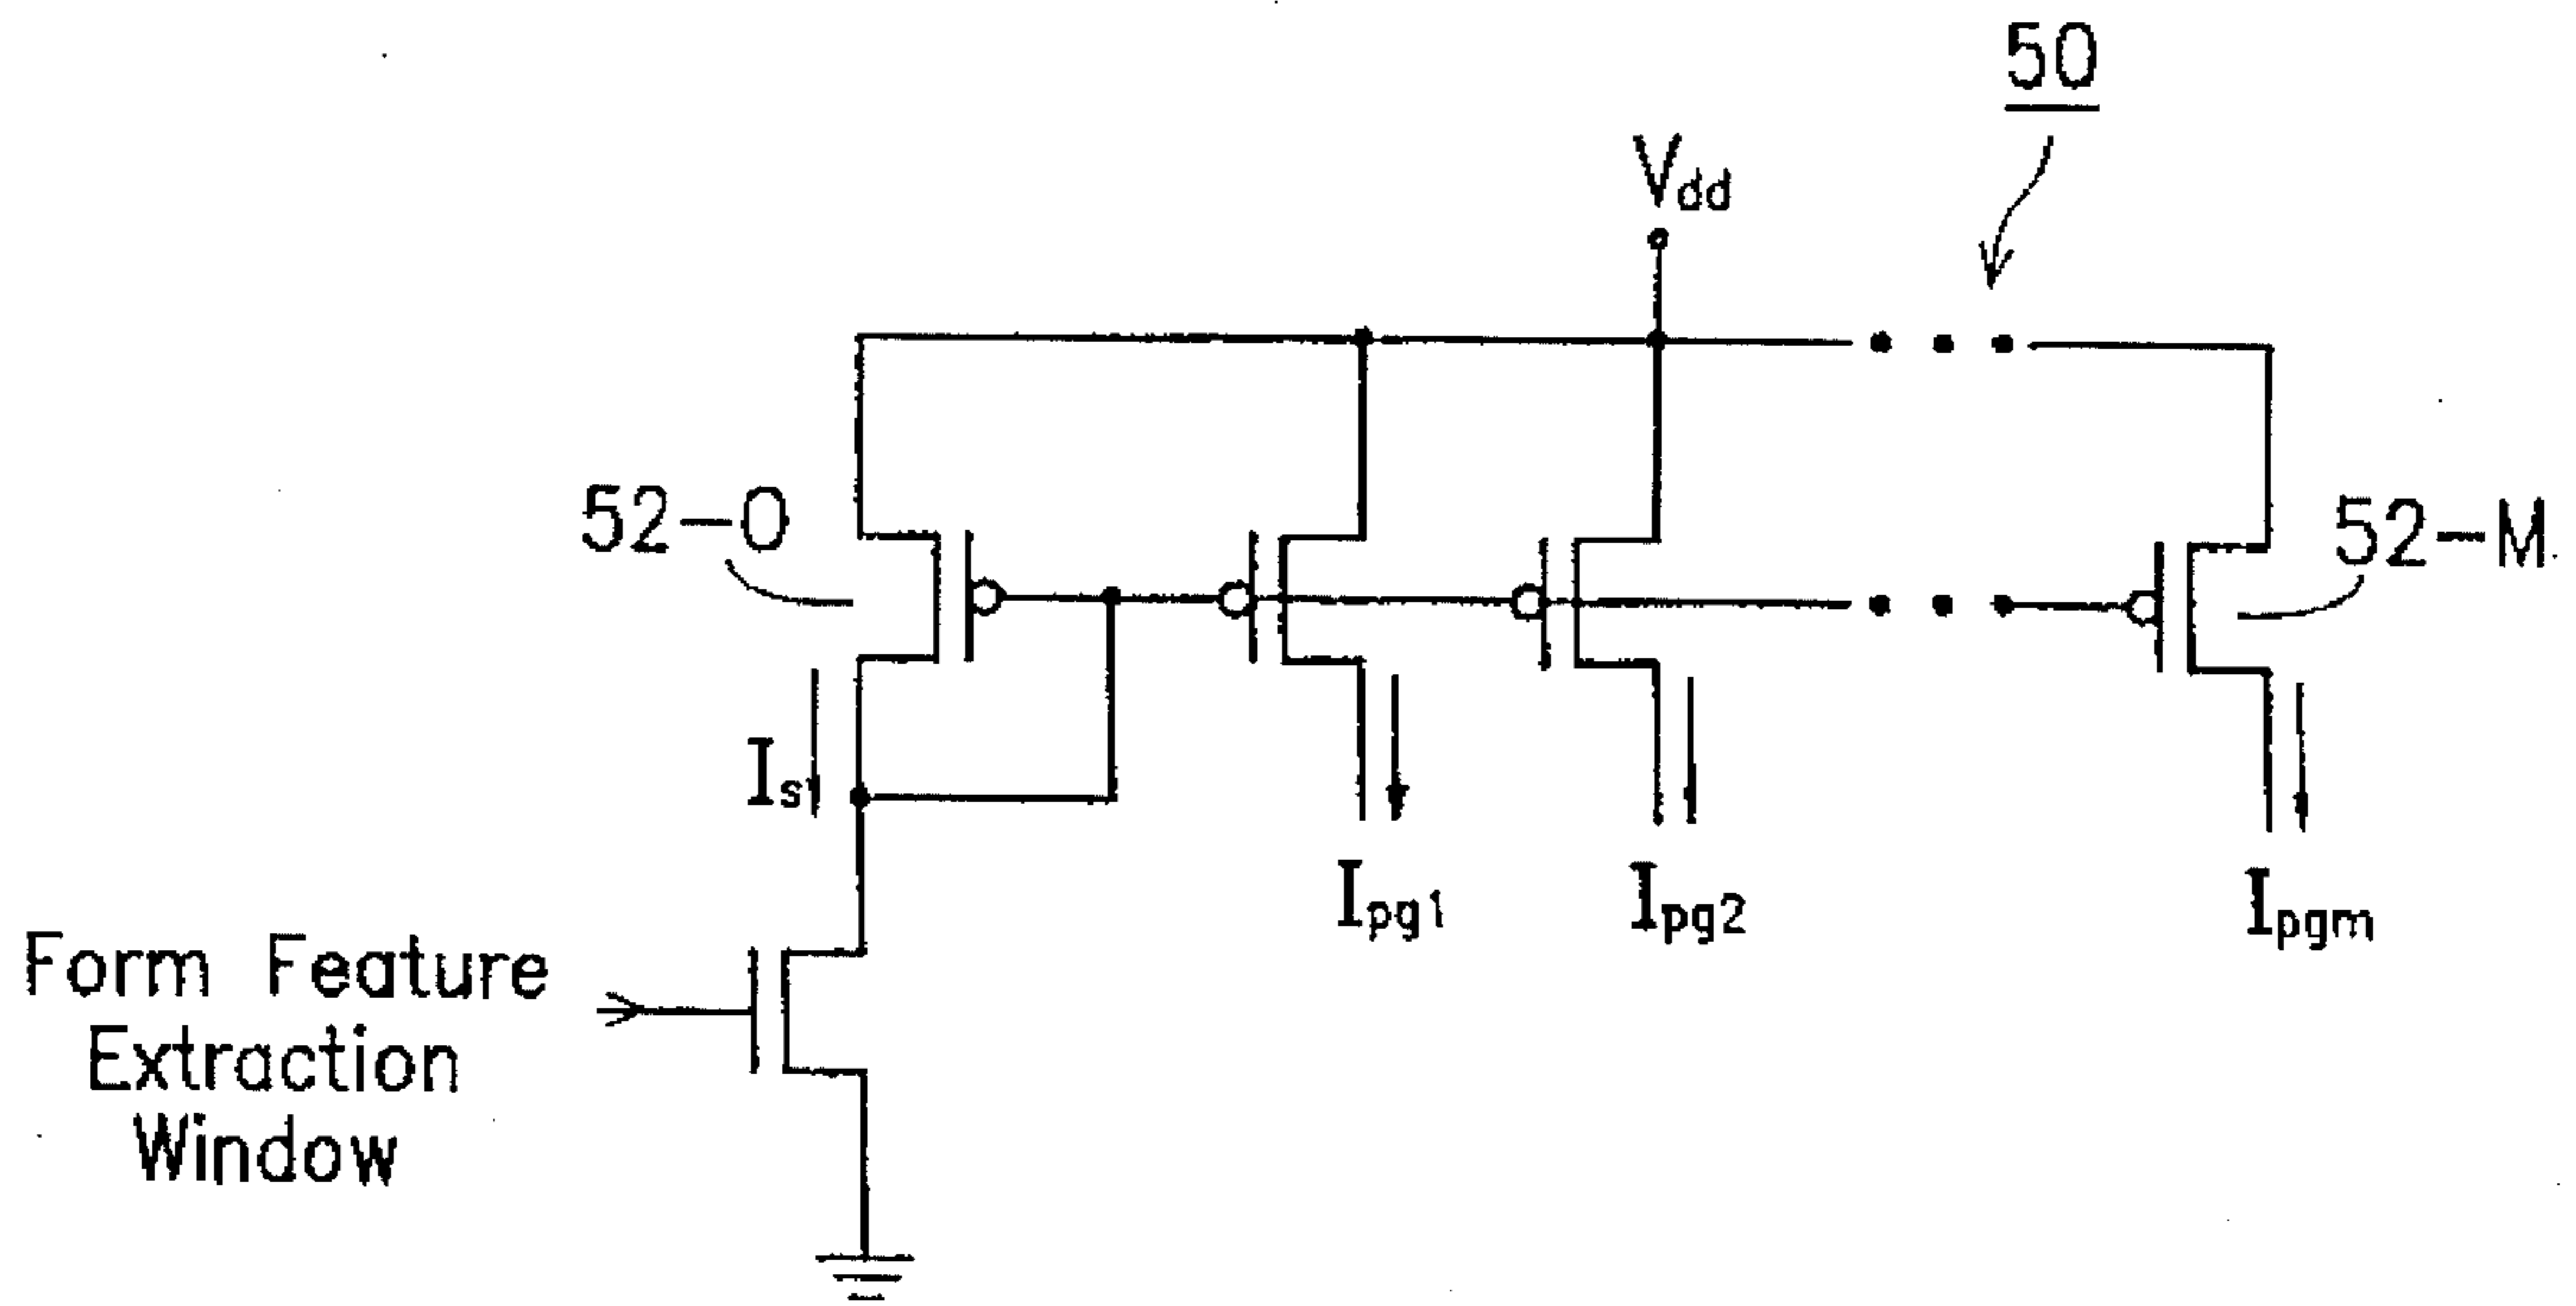 50
Vdd
52-0
52-M
Is
Ipg1
Ipg2
Ipgm
Form Feature
Extraction
Window